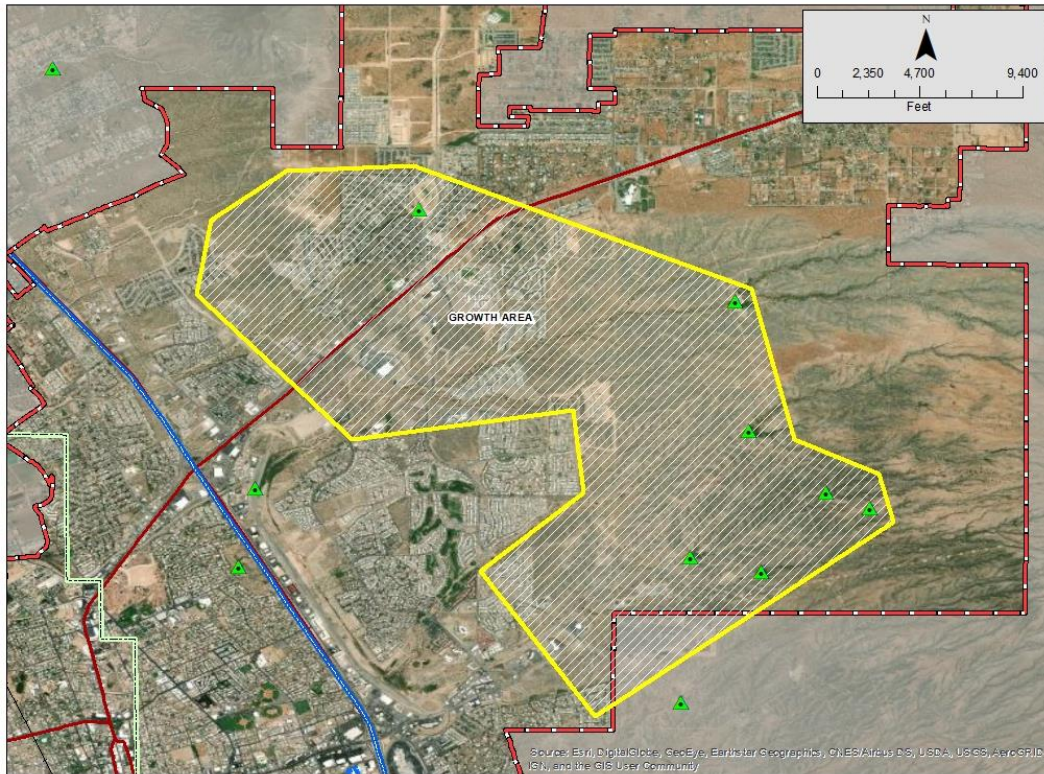 N
0 2,350 4,700 9,400
Feet
GROWTH AREA
Source: Esri, DigitalGlobe, GeoEye, Earthstar Geographics, CNES/Airbus DS, USDA, USGS, AeroGRID,
IGN, and the GIS User Community